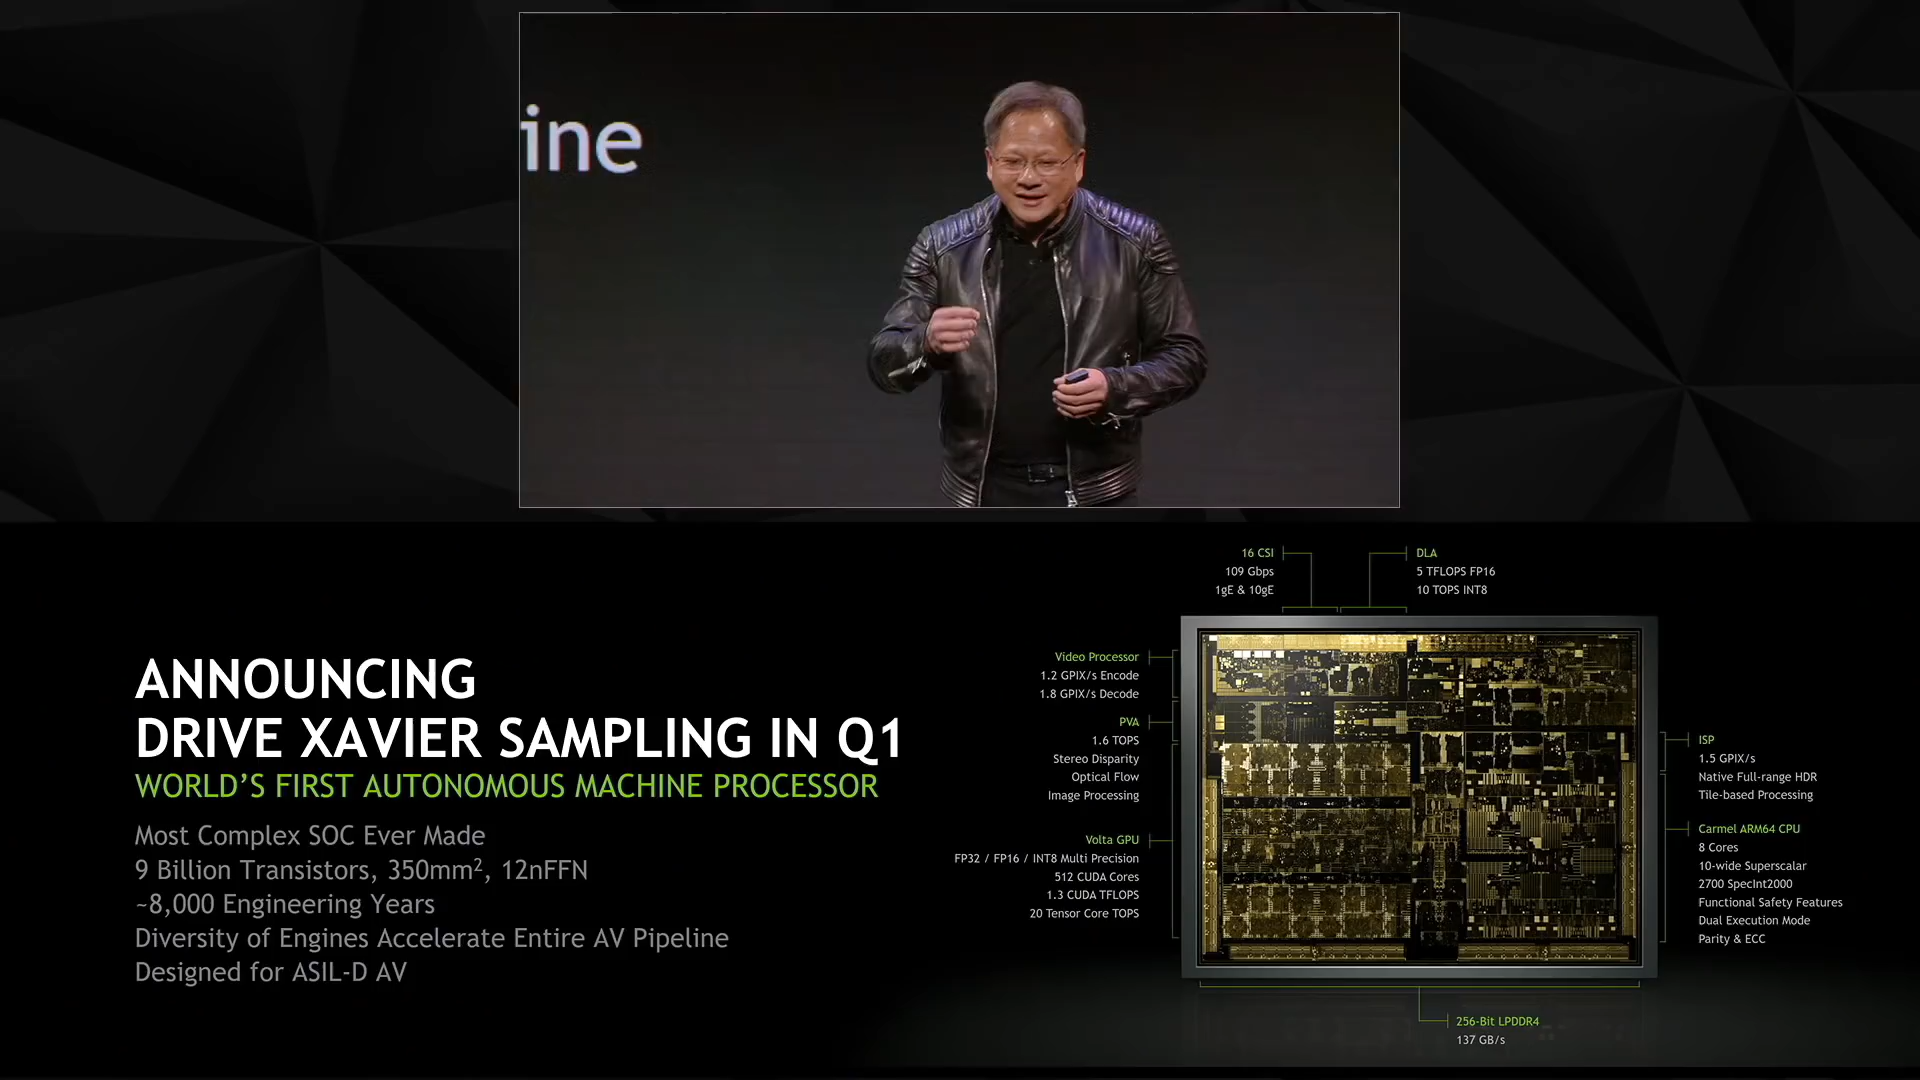 ine
ANNOUNCING
DRIVE XAVIER SAMPLING IN Q1
WORLD’S FIRST AUTONOMOUS MACHINE PROCESSOR
Most Complex SOC Ever Made
9 Billion Transistors, 350mm², 12nFFN
~8,000 Engineering Years
Diversity of Engines Accelerate Entire AV Pipeline
Designed for ASIL-D AV
16 CSI
109 Gbps
1gE & 10gE
DLA
5 TFLOPS FP16
10 TOPS INT8
Video Processor
1.2 GPIX/s Encode
1.8 GPIX/s Decode
PVA
1.6 TOPS
Stereo Disparity
Optical Flow
Image Processing
Volta GPU
FP32 / FP16 / INT8 Multi Precision
512 CUDA Cores
1.3 CUDA TFLOPS
20 Tensor Core TOPS
ISP
1.5 GPIX/s
Native Full-range HDR
Tile-based Processing
Carmel ARM64 CPU
8 Cores
10-wide Superscalar
2700 SpecInt2000
Functional Safety Features
Dual Execution Mode
Parity & ECC
256-Bit LPDDR4
137 GB/s